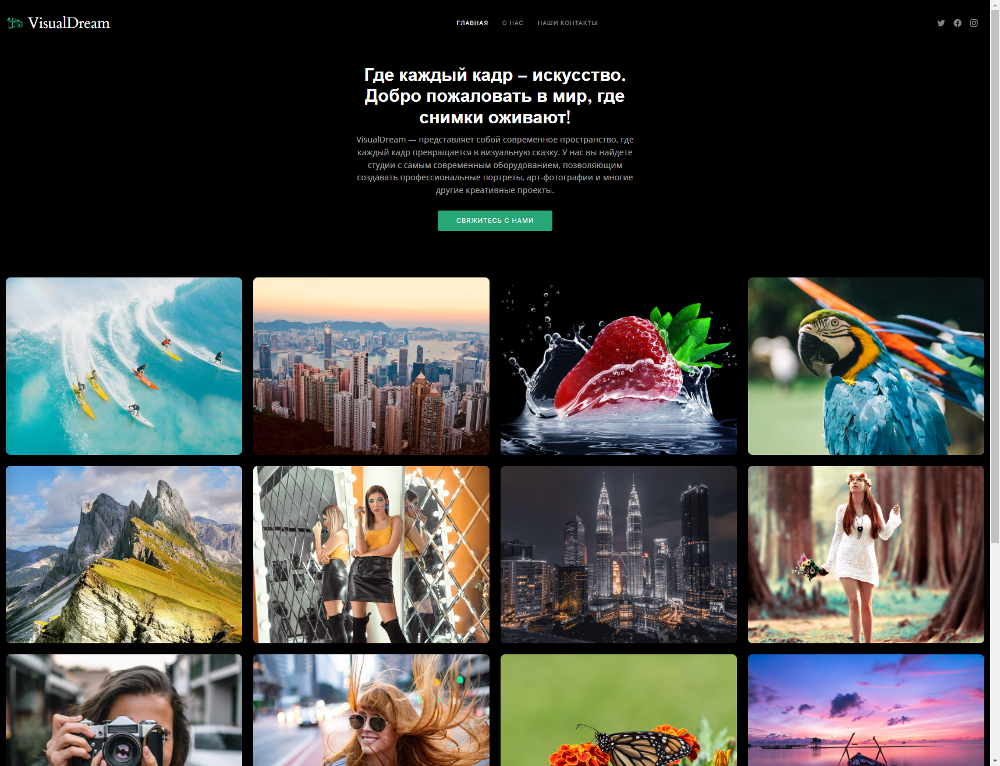 VisualDream
ГЛАВНАЯ
О НАС
НАШИ КОНТАКТЫ
Где каждый кадр – искусство.
Добро пожаловать в мир, где
снимки оживают!
VisualDream — представляет собой современное пространство, где
каждый кадр превращается в визуальную сказку. У нас вы найдете
студии с самым современным оборудованием, позволяющим
создавать профессиональные портреты, арт-фотографии и многие
другие креативные проекты.
СВЯЖИТЕСЬ С НАМИ